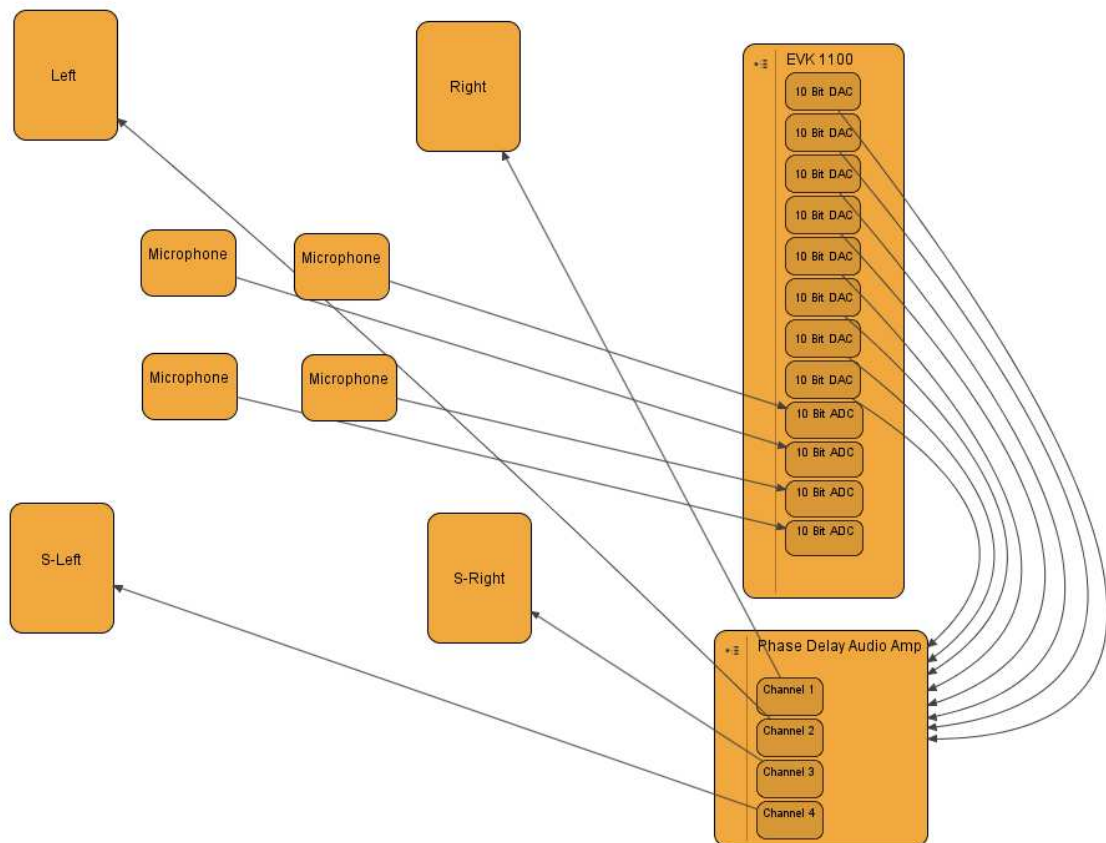 Left
Right
EVK 1100
10 Bit DAC
10 Bit DAC
10 Bit DAC
10 Bit DAC
10 Bit DAC
10 Bit DAC
10 Bit DAC
10 Bit DAC
10 Bit ADC
10 Bit ADC
10 Bit ADC
10 Bit ADC
Microphone
Microphone
Microphone
Microphone
S-Left
S-Right
Phase Delay Audio Amp
Channel 1
Channel 2
Channel 3
Channel 4